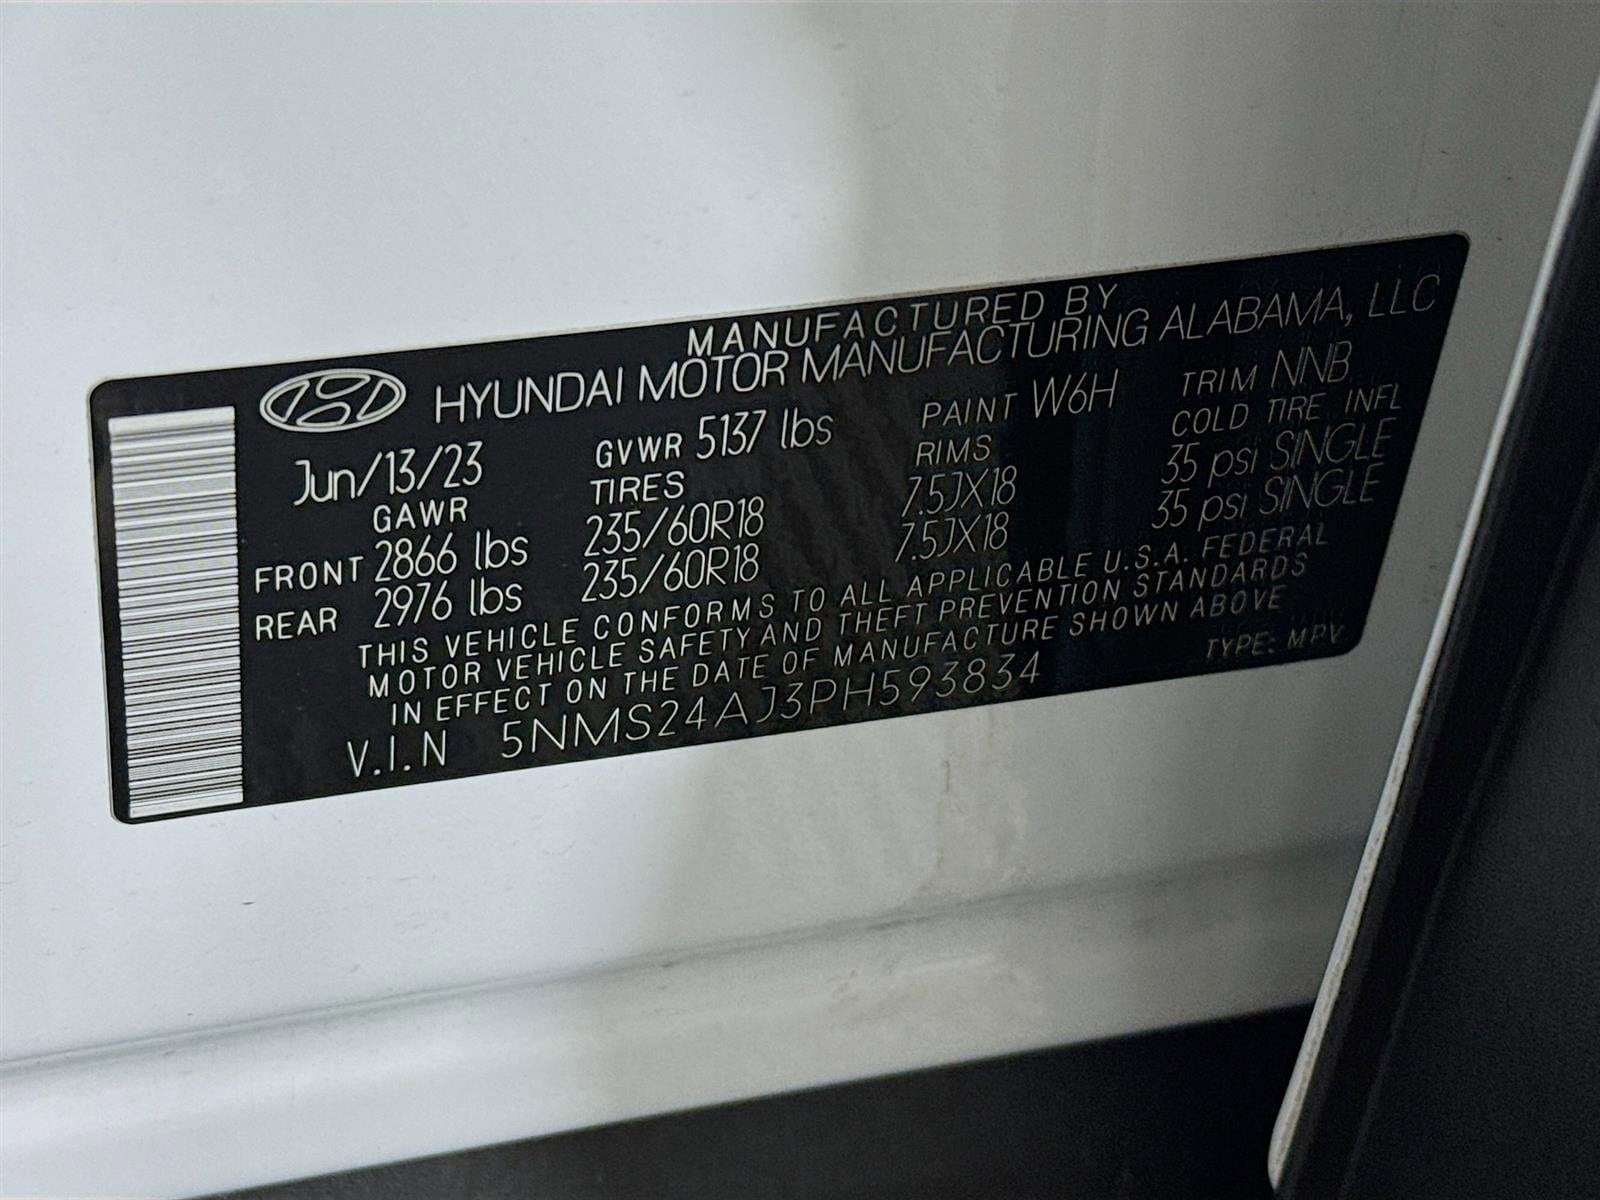 MANUFACTURED BY
HYUNDAI MOTOR MANUFACTURING ALABAMA, LLC
Jun/13/23 GVWR 5137 lbs PAINT W6H TRIM NNB
GAWR TIRES RIMS COLD TIRE INFL
FRONT 2866 lbs 235/60R18 7.5JX18 35 psi SINGLE
REAR 2976 lbs 235/60R18 7.5JX18 35 psi SINGLE
THIS VEHICLE CONFORMS TO ALL APPLICABLE U.S.A. FEDERAL
MOTOR VEHICLE SAFETY AND THEFT PREVENTION STANDARDS
IN EFFECT ON THE DATE OF MANUFACTURE SHOWN ABOVE
V.I.N 5NMS24AJ3PH593834 TYPE: MPV